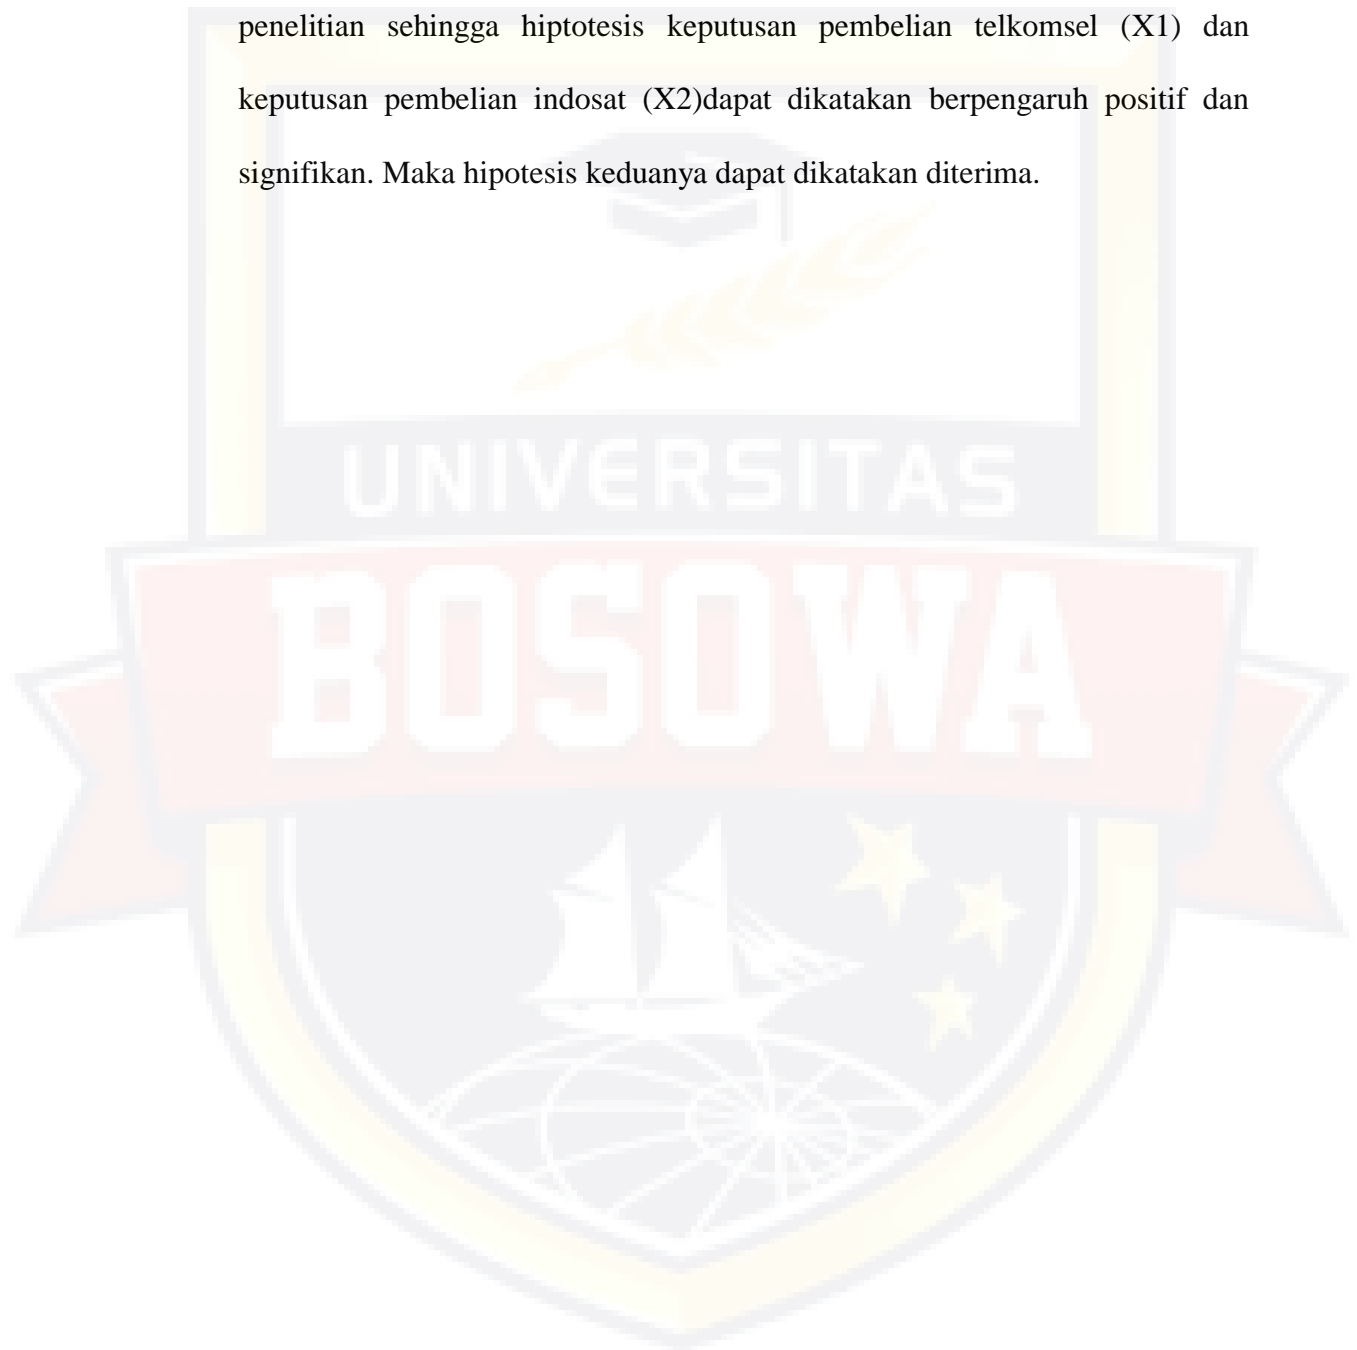 penelitian sehingga hiptotesis keputusan pembelian telkomsel (X1) dan
keputusan pembelian indosat (X2)dapat dikatakan berpengaruh positif dan
signifikan. Maka hipotesis keduanya dapat dikatakan diterima.
UNIVERSITAS
BOSOWA